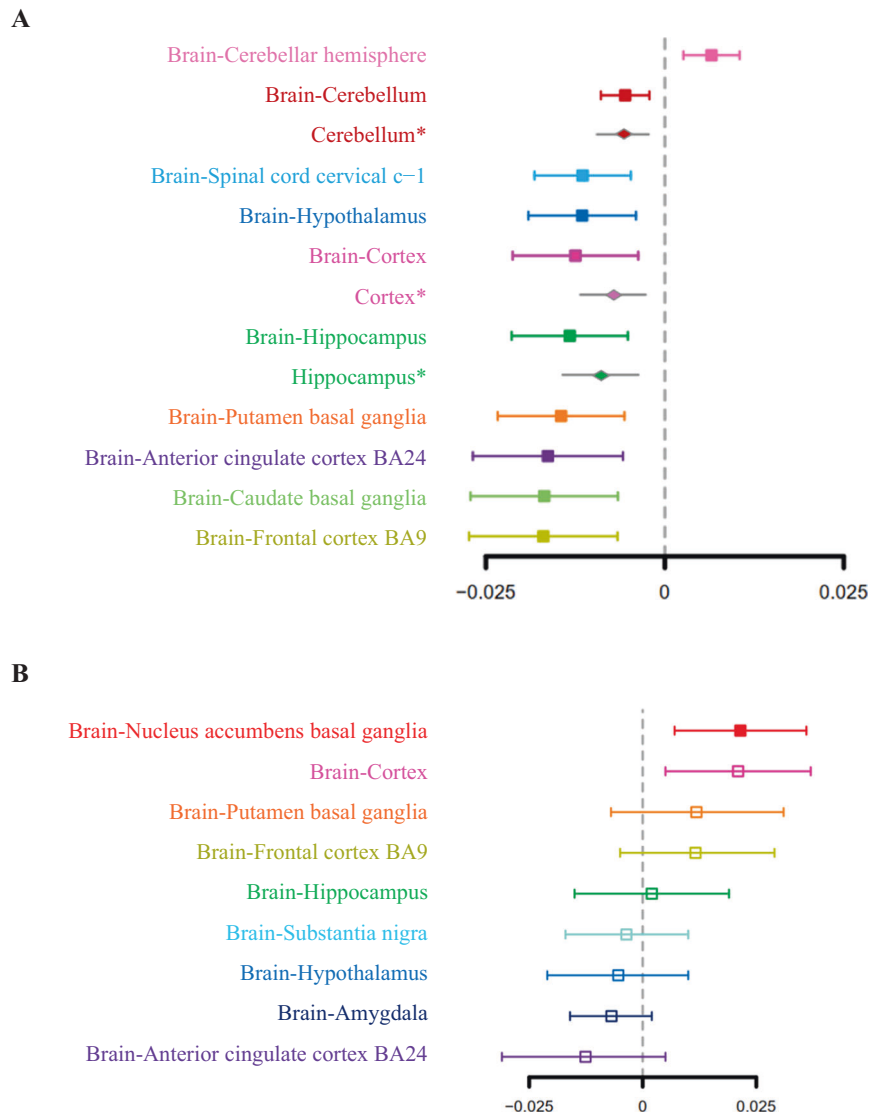 A
Brain-Cerebellar hemisphere
Brain-Cerebellum
Cerebellum*
Brain-Spinal cord cervical c−1
Brain-Hypothalamus
Brain-Cortex
Cortex*
Brain-Hippocampus
Hippocampus*
Brain-Putamen basal ganglia
Brain-Anterior cingulate cortex BA24
Brain-Caudate basal ganglia
Brain-Frontal cortex BA9
−0.025 0 0.025
B
Brain-Nucleus accumbens basal ganglia
Brain-Cortex
Brain-Putamen basal ganglia
Brain-Frontal cortex BA9
Brain-Hippocampus
Brain-Substantia nigra
Brain-Hypothalamus
Brain-Amygdala
Brain-Anterior cingulate cortex BA24
−0.025 0 0.025